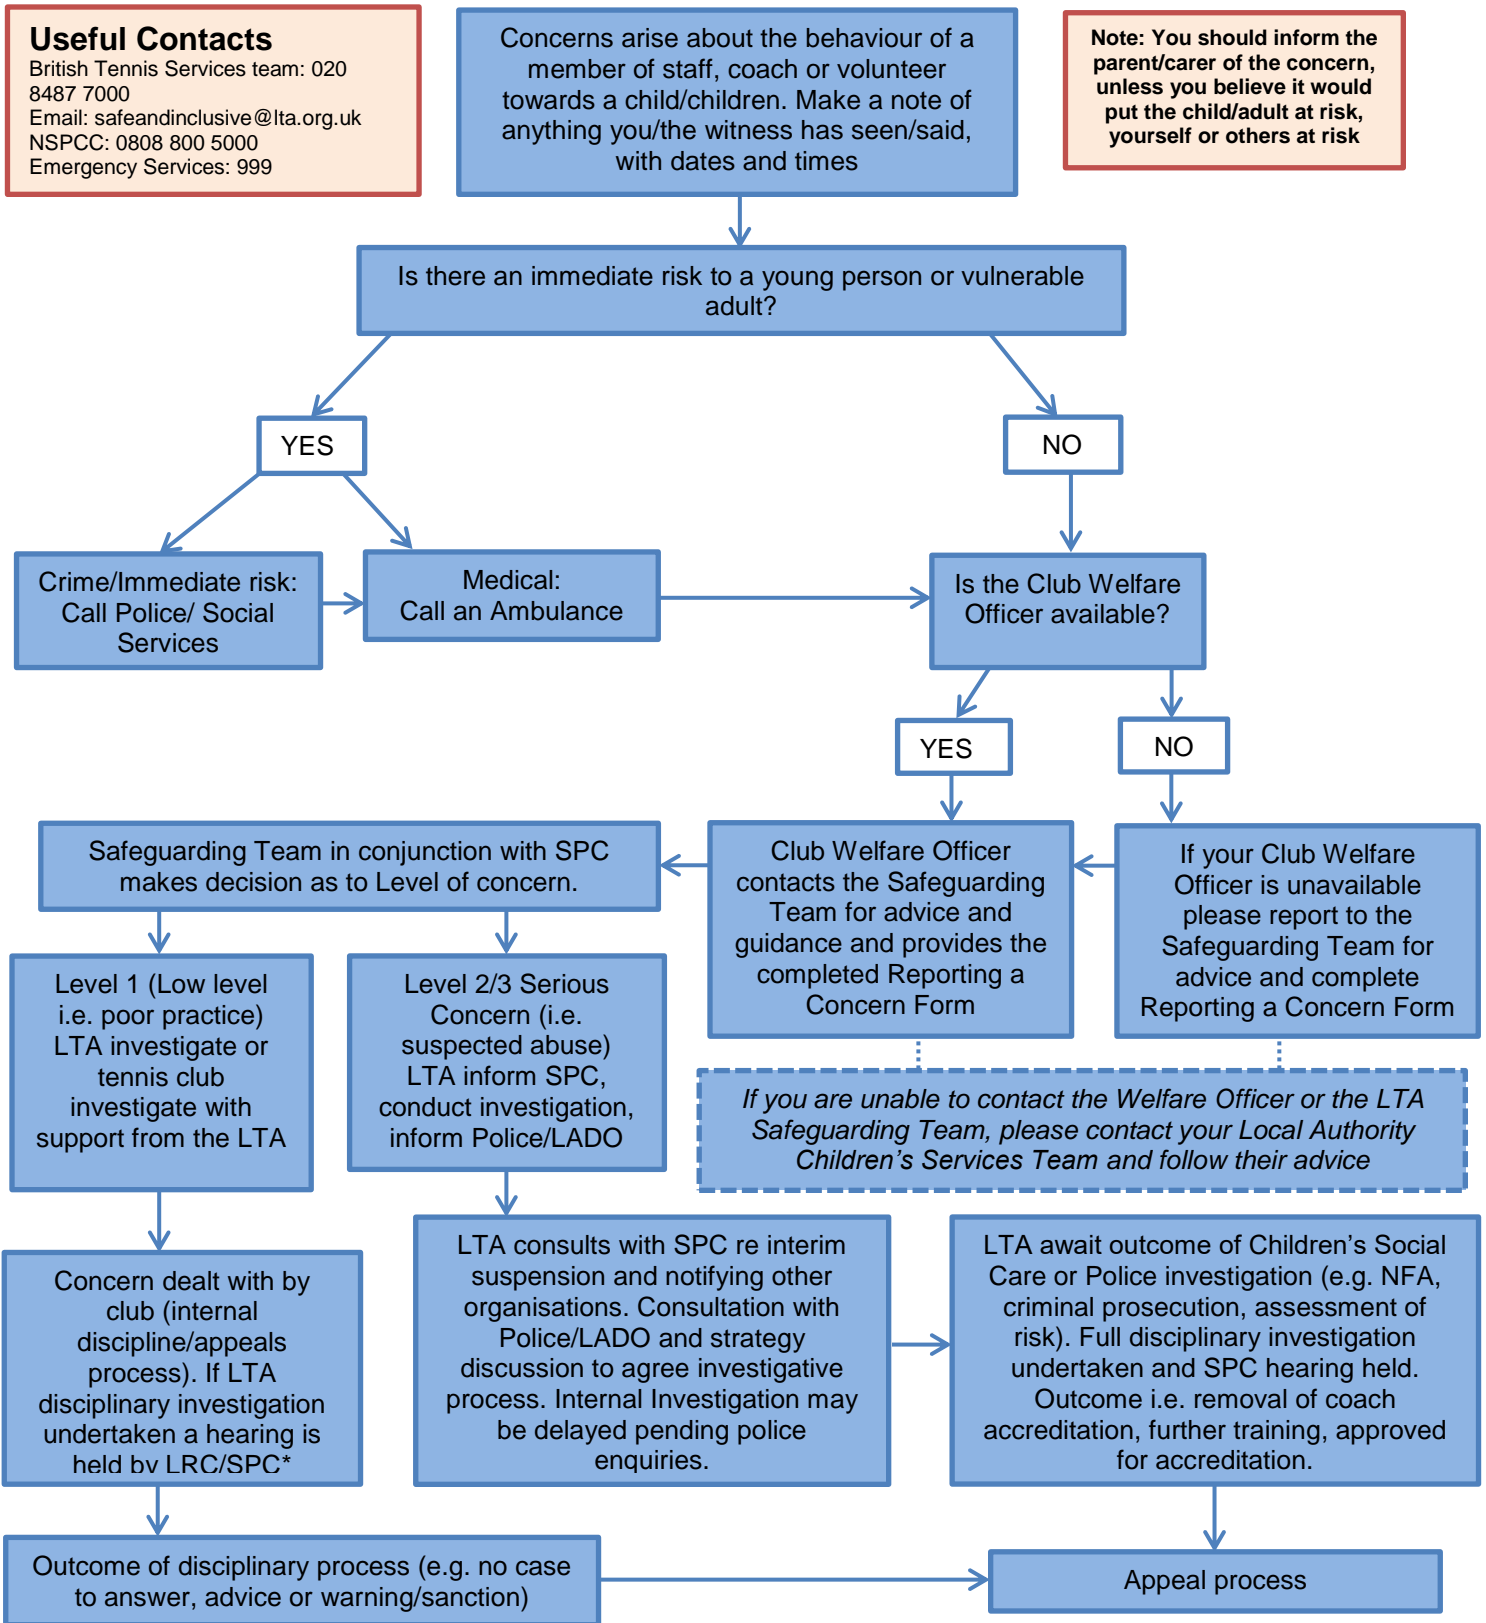 Useful Contacts
British Tennis Services team: 020
8487 7000
Email: safeandinclusive@lta.org.uk
NSPCC: 0808 800 5000
Emergency Services: 999
Concerns arise about the behaviour of a
member of staff, coach or volunteer
towards a child/children. Make a note of
anything you/the witness has seen/said,
with dates and times
Note: You should inform the
parent/carer of the concern,
unless you believe it would
put the child/adult at risk,
yourself or others at risk
Is there an immediate risk to a young person or vulnerable
adult?
YES
NO
Crime/Immediate risk:
Call Police/ Social
Services
Medical:
Call an Ambulance
Is the Club Welfare
Officer available?
YES
NO
Safeguarding Team in conjunction with SPC
makes decision as to Level of concern.
Club Welfare Officer
contacts the Safeguarding
Team for advice and
guidance and provides the
completed Reporting a
Concern Form
If your Club Welfare
Officer is unavailable
please report to the
Safeguarding Team for
advice and complete
Reporting a Concern Form
Level 1 (Low level
i.e. poor practice)
LTA investigate or
tennis club
investigate with
support from the LTA
Level 2/3 Serious
Concern (i.e.
suspected abuse)
LTA inform SPC,
conduct investigation,
inform Police/LADO
If you are unable to contact the Welfare Officer or the LTA
Safeguarding Team, please contact your Local Authority
Children’s Services Team and follow their advice
Concern dealt with by
club (internal
discipline/appeals
process). If LTA
disciplinary investigation
undertaken a hearing is
held by LRC/SPC*
LTA consults with SPC re interim
suspension and notifying other
organisations. Consultation with
Police/LADO and strategy
discussion to agree investigative
process. Internal Investigation may
be delayed pending police
enquiries.
LTA await outcome of Children’s Social
Care or Police investigation (e.g. NFA,
criminal prosecution, assessment of
risk). Full disciplinary investigation
undertaken and SPC hearing held.
Outcome i.e. removal of coach
accreditation, further training, approved
for accreditation.
Outcome of disciplinary process (e.g. no case
to answer, advice or warning/sanction)
Appeal process